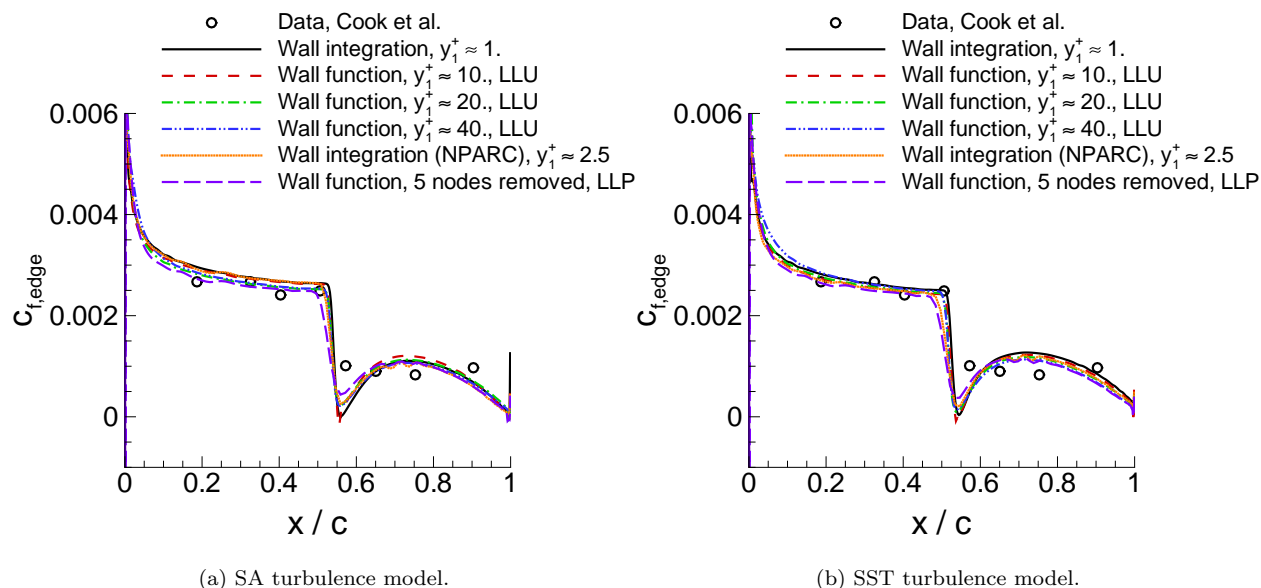 Data, Cook et al.
Wall integration, y₁⁺ ≈ 1.
Wall function, y₁⁺ ≈ 10., LLU
Wall function, y₁⁺ ≈ 20., LLU
Wall function, y₁⁺ ≈ 40., LLU
Wall integration (NPARC), y₁⁺ ≈ 2.5
Wall function, 5 nodes removed, LLP
0.006
0.004
0.002
0
c_f,edge
0 0.2 0.4 0.6 0.8 1
x / c
(a) SA turbulence model.
Data, Cook et al.
Wall integration, y₁⁺ ≈ 1.
Wall function, y₁⁺ ≈ 10., LLU
Wall function, y₁⁺ ≈ 20., LLU
Wall function, y₁⁺ ≈ 40., LLU
Wall integration (NPARC), y₁⁺ ≈ 2.5
Wall function, 5 nodes removed, LLP
0.006
0.004
0.002
0
c_f,edge
0 0.2 0.4 0.6 0.8 1
x / c
(b) SST turbulence model.